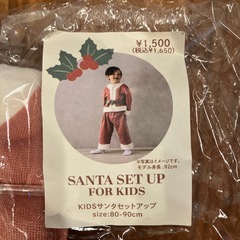 ¥1,500
(税込¥1,650)
※写真はイメージです。
モデル身長:92cm
SANTA SET UP
FOR KIDS
KIDSサンタセットアップ
size:80-90cm